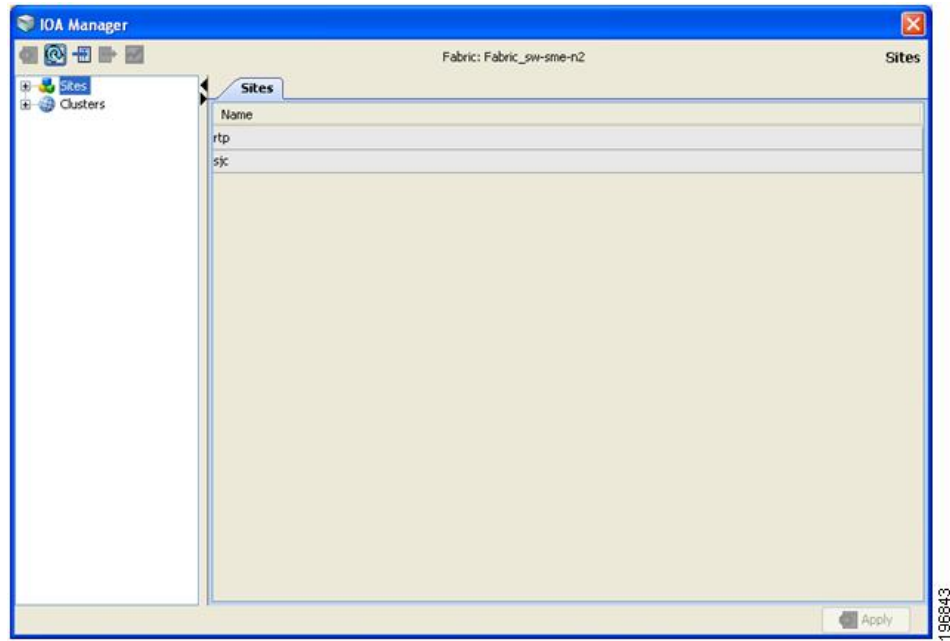 IOA Manager
Fabric: Fabric_sw-sme-n2
Sites
Sites
Clusters
Sites
Name
rtp
sjc
Apply
196843